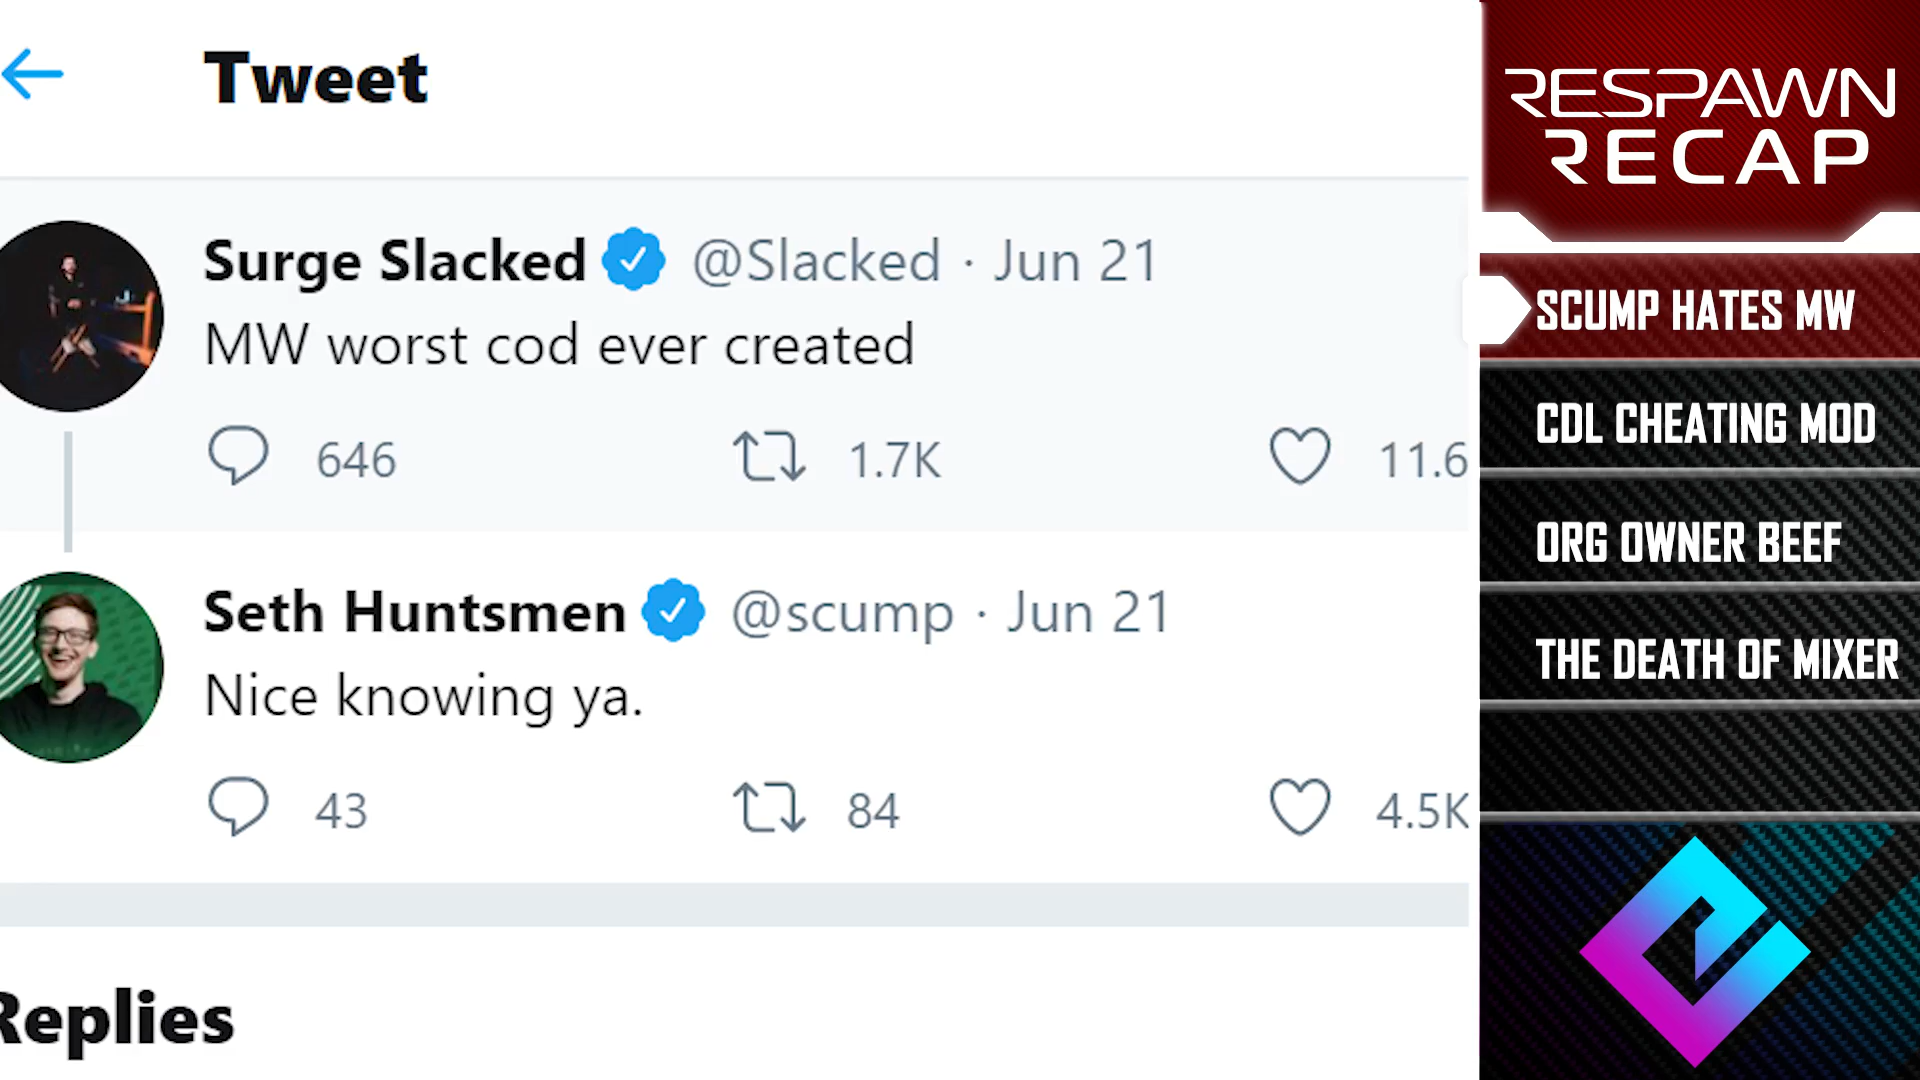 Tweet
Surge Slacked @Slacked · Jun 21
MW worst cod ever created
646 1.7K 11.6
Seth Huntsmen @scump · Jun 21
Nice knowing ya.
43 84 4.5K
Replies
RESPAWN
RECAP
SCUMP HATES MW
CDL CHEATING MOD
ORG OWNER BEEF
THE DEATH OF MIXER